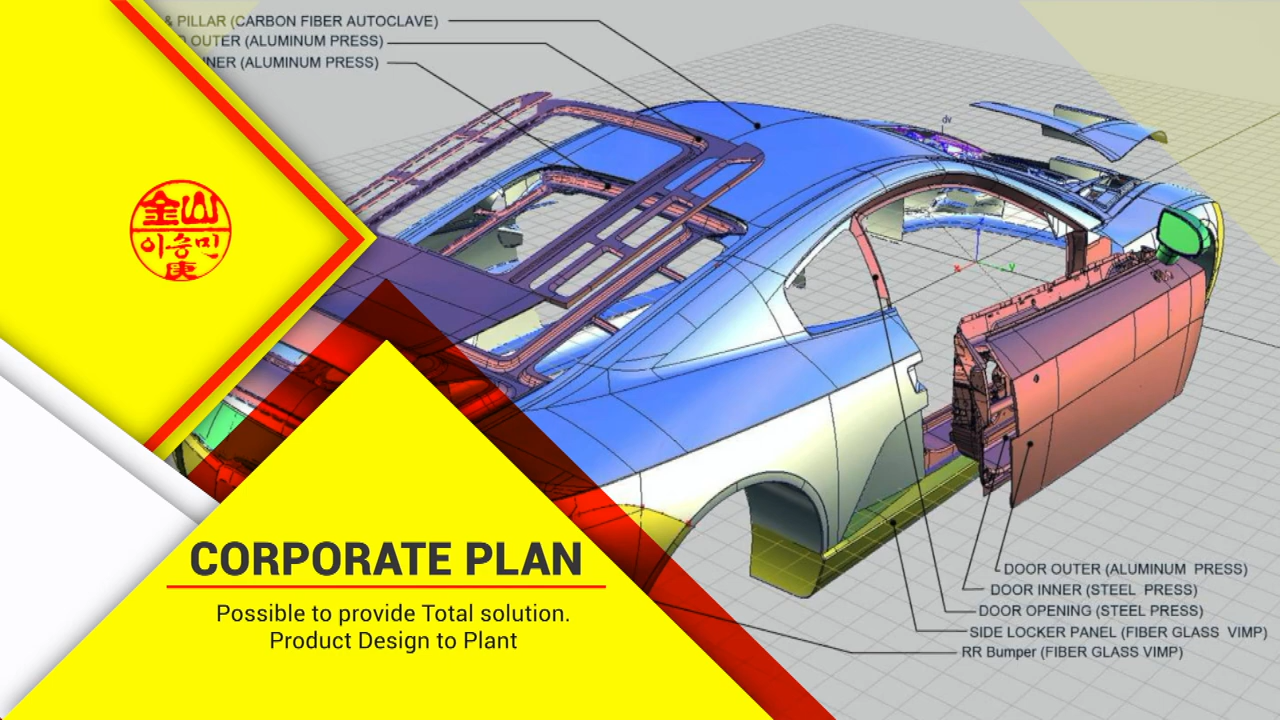 & PILLAR (CARBON FIBER AUTOCLAVE)
OUTER (ALUMINUM PRESS)
(ALUMINUM PRESS)
dv
金山
이승민
庚
x
y
CORPORATE PLAN
Possible to provide Total solution.
Product Design to Plant
DOOR OUTER (ALUMINUM PRESS)
DOOR INNER (STEEL PRESS)
DOOR OPENING (STEEL PRESS)
SIDE LOCKER PANEL (FIBER GLASS VIMP)
RR Bumper (FIBER GLASS VIMP)